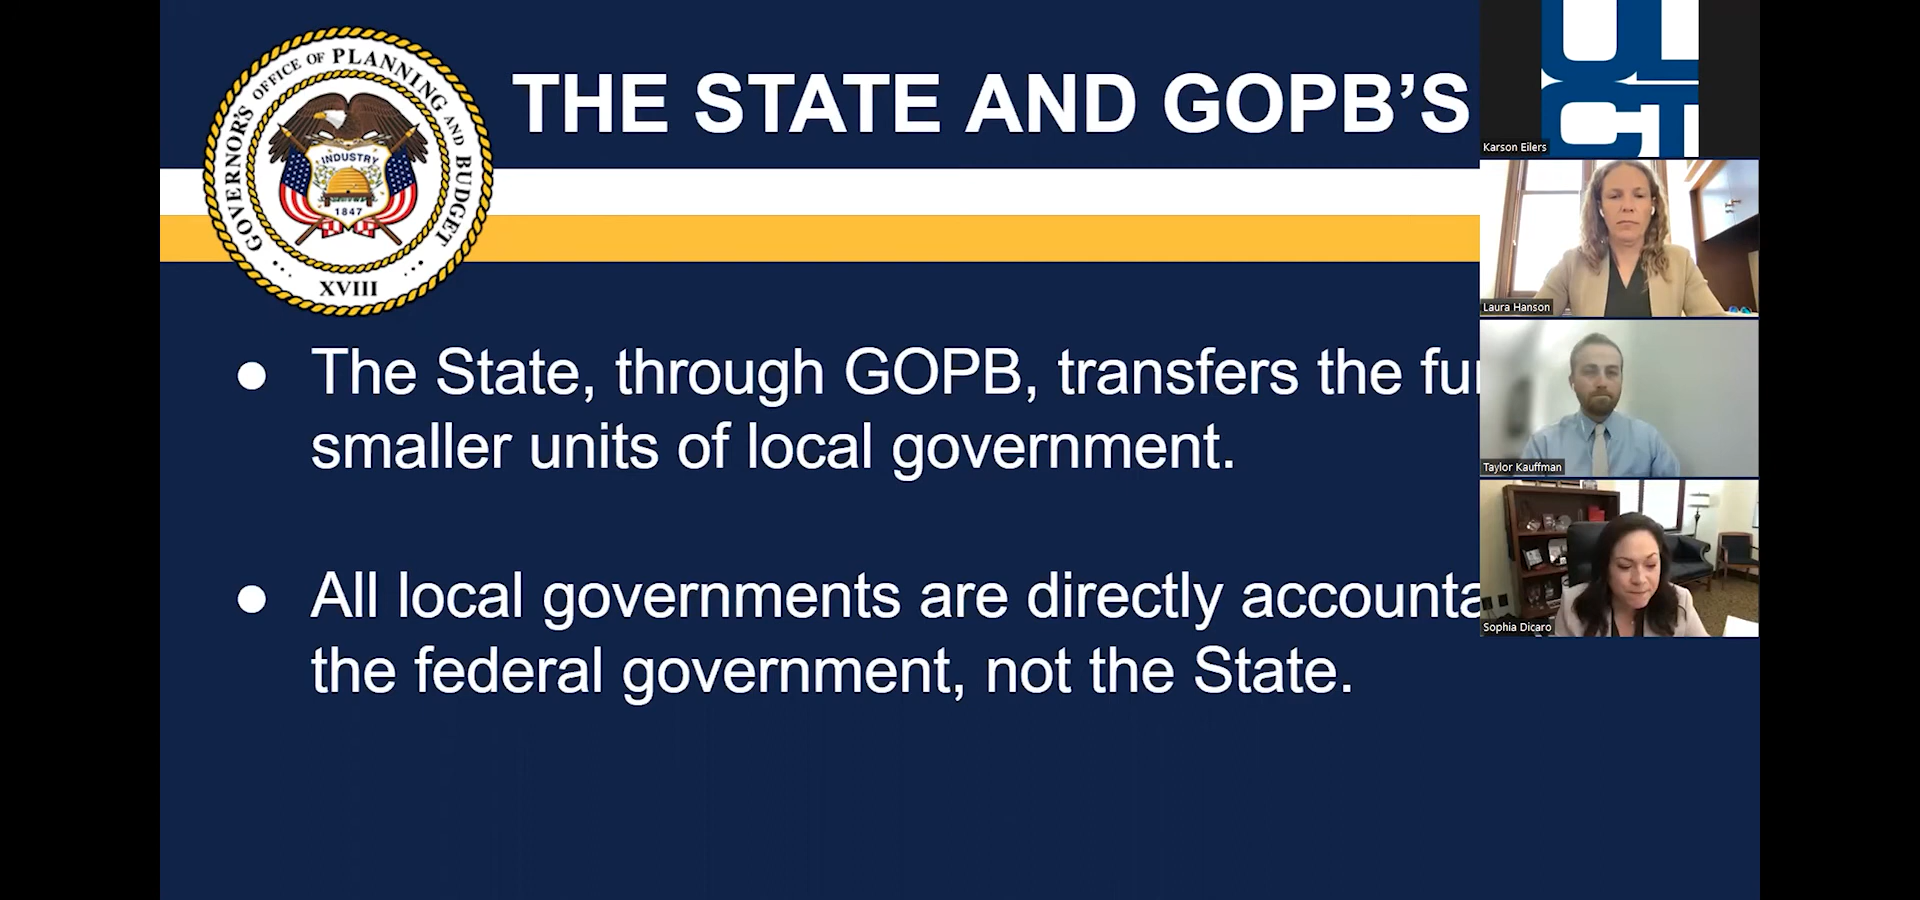 GOVERNOR'S OFFICE OF PLANNING AND BUDGET
INDUSTRY
1847
XVIII
THE STATE AND GOPB’S
The State, through GOPB, transfers the
smaller units of local government.
All local governments are directly
the federal government, not the State.
UL
CT
Karson Eilers
Laura Hanson
Taylor Kauffman
Sophia Dicaro